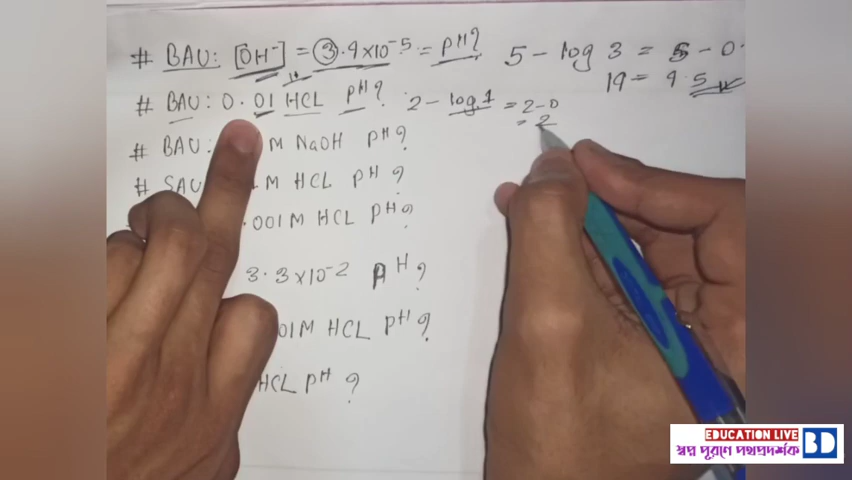 # BAU: [OH-] = 3.4×10-5 = pH? 5 - log 3 = 5 - 0.
19 = 4.5
# BAU: 0.01 HCL pH? 2 - log 1 = 2-0
= 2
# BAU: M NaOH pH?
# SAU M HCL pH?
.001M HCL pH?
3.3×10-2 pH?
01M HCL pH?
HCL pH?
EDUCATION LIVE BD
স্বপ্ন পূরণে পথপ্রদর্শক